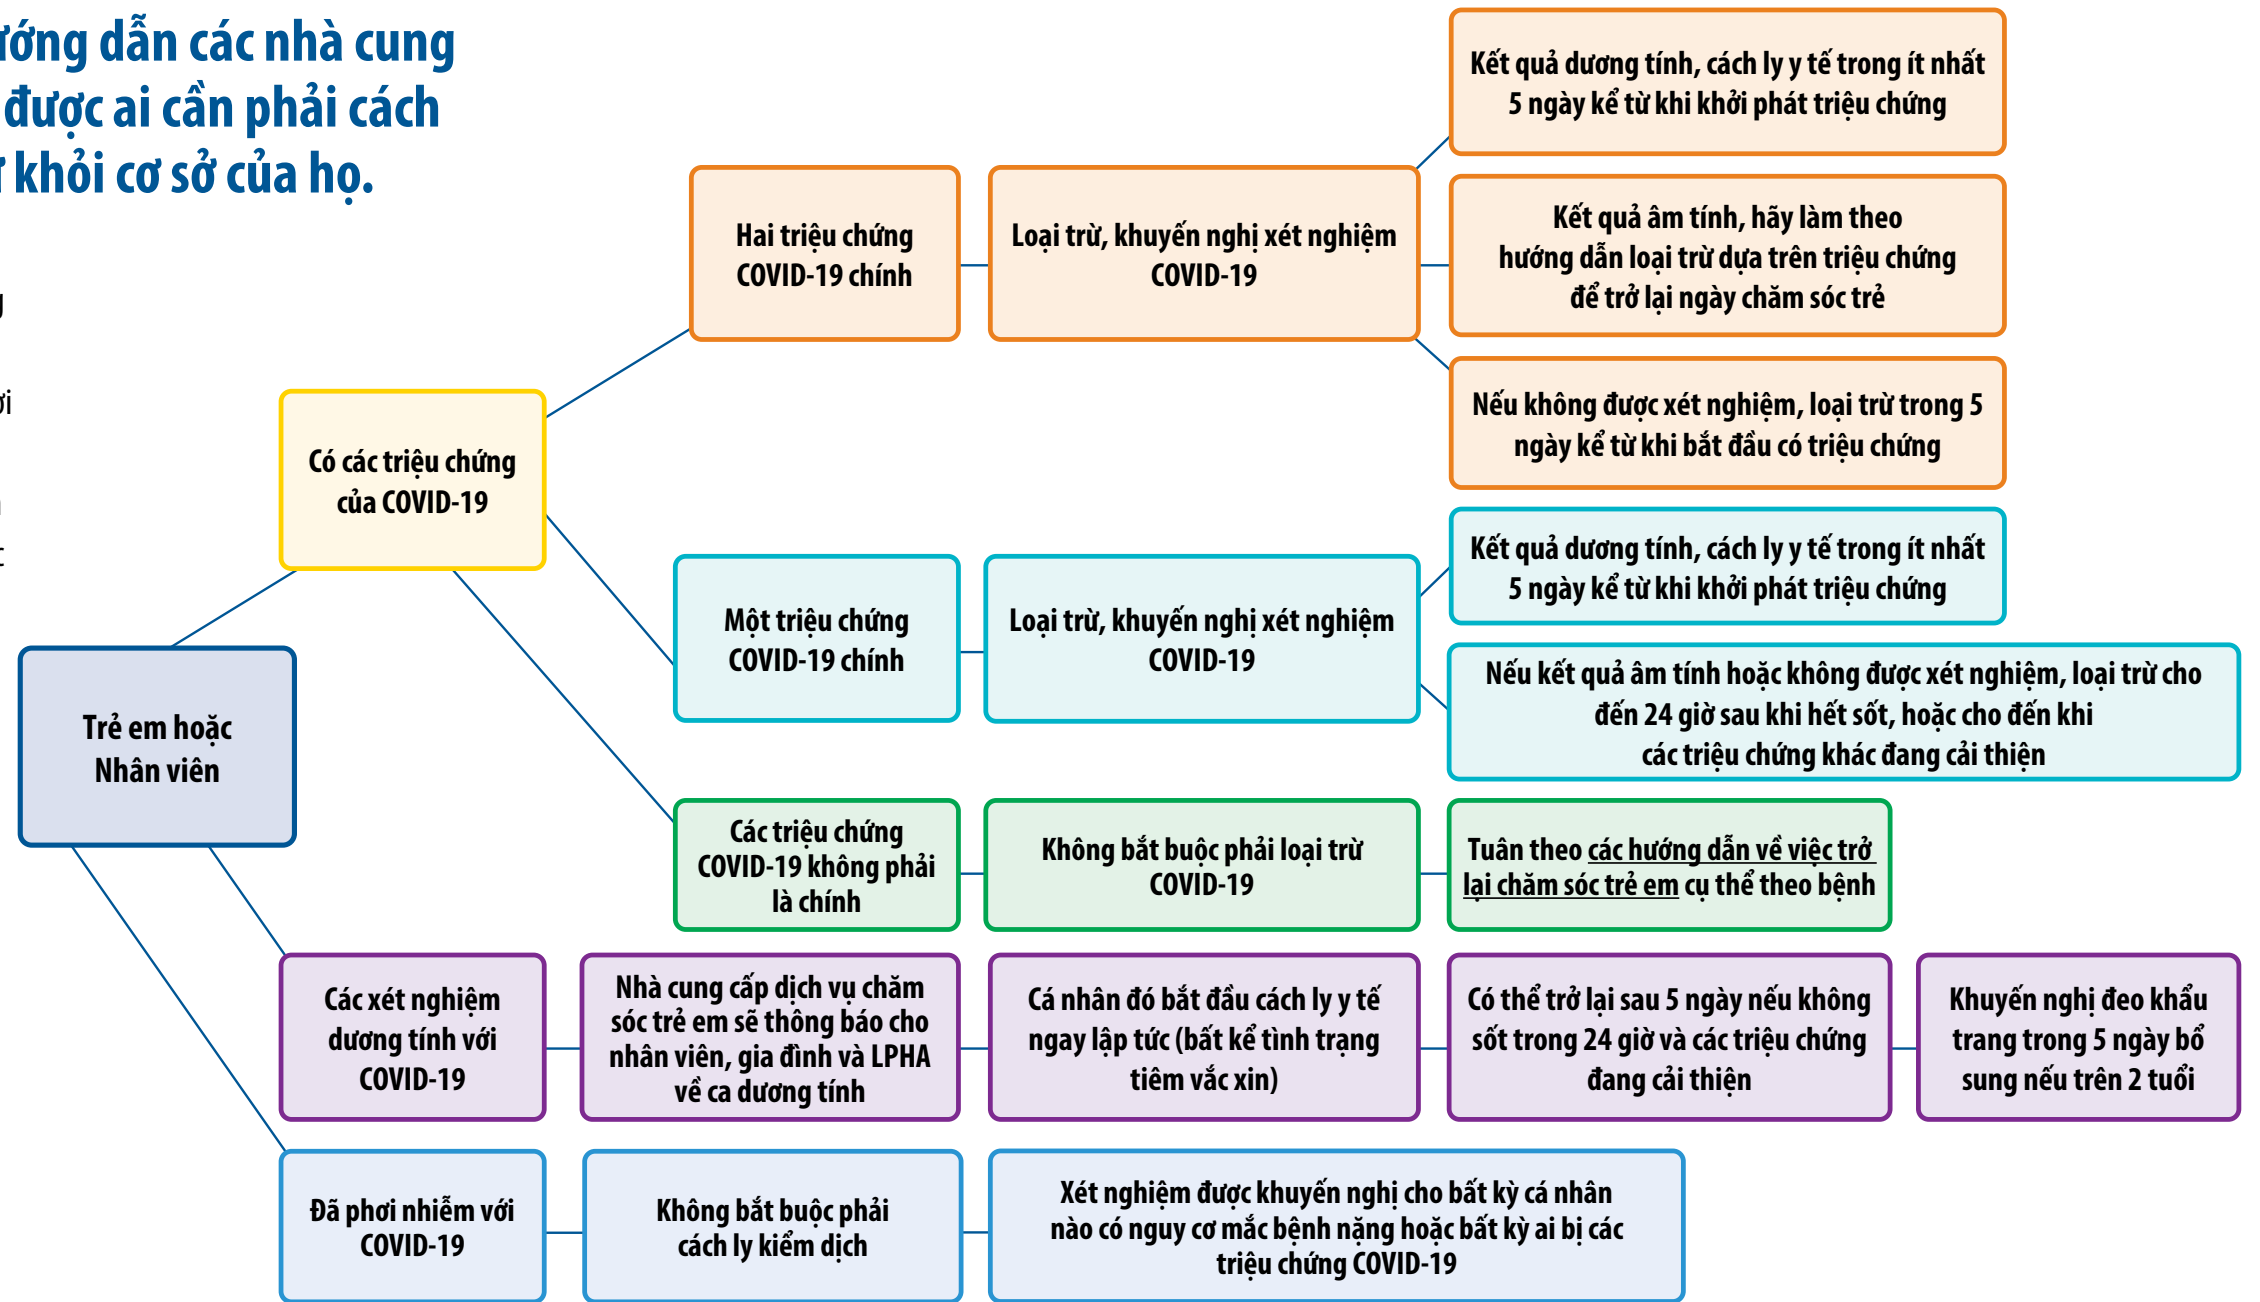 ướng dẫn các nhà cung
được ai cần phải cách
khỏi cơ sở của họ.
Kết quả dương tính, cách ly y tế trong ít nhất
5 ngày kể từ khi khởi phát triệu chứng
Hai triệu chứng
COVID-19 chính
Loại trừ, khuyến nghị xét nghiệm
COVID-19
Kết quả âm tính, hãy làm theo
hướng dẫn loại trừ dựa trên triệu chứng
để trở lại ngày chăm sóc trẻ
Nếu không được xét nghiệm, loại trừ trong 5
ngày kể từ khi bắt đầu có triệu chứng
Có các triệu chứng
của COVID-19
Một triệu chứng
COVID-19 chính
Loại trừ, khuyến nghị xét nghiệm
COVID-19
Kết quả dương tính, cách ly y tế trong ít nhất
5 ngày kể từ khi khởi phát triệu chứng
Nếu kết quả âm tính hoặc không được xét nghiệm, loại trừ cho
đến 24 giờ sau khi hết sốt, hoặc cho đến khi
các triệu chứng khác đang cải thiện
Trẻ em hoặc
Nhân viên
Các triệu chứng
COVID-19 không phải
là chính
Không bắt buộc phải loại trừ
COVID-19
Tuân theo các hướng dẫn về việc trở
lại chăm sóc trẻ em cụ thể theo bệnh
Các xét nghiệm
dương tính với
COVID-19
Nhà cung cấp dịch vụ chăm
sóc trẻ em sẽ thông báo cho
nhân viên, gia đình và LPHA
về ca dương tính
Cá nhân đó bắt đầu cách ly y tế
ngay lập tức (bất kể tình trạng
tiêm vắc xin)
Có thể trở lại sau 5 ngày nếu không
sốt trong 24 giờ và các triệu chứng
đang cải thiện
Khuyến nghị đeo khẩu
trang trong 5 ngày bổ
sung nếu trên 2 tuổi
Đã phơi nhiễm với
COVID-19
Không bắt buộc phải
cách ly kiểm dịch
Xét nghiệm được khuyến nghị cho bất kỳ cá nhân
nào có nguy cơ mắc bệnh nặng hoặc bất kỳ ai bị các
triệu chứng COVID-19